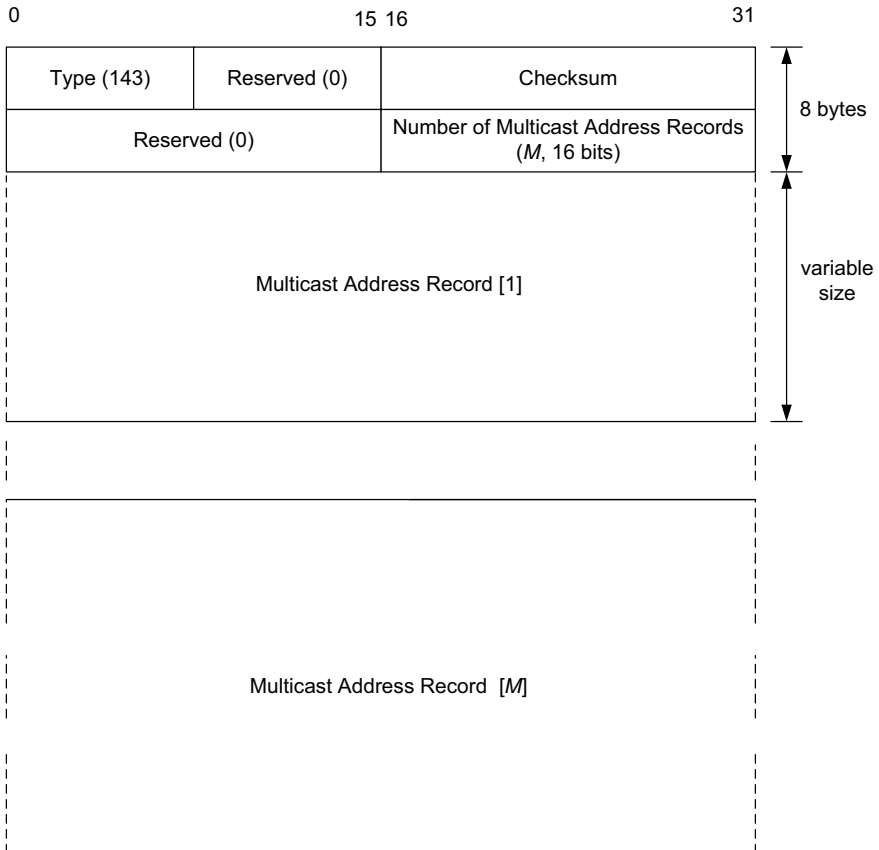 0 15 16 31
Type (143) Reserved (0) Checksum
8 bytes
Reserved (0) Number of Multicast Address Records
(M, 16 bits)
Multicast Address Record [1]
variable
size
Multicast Address Record [M]